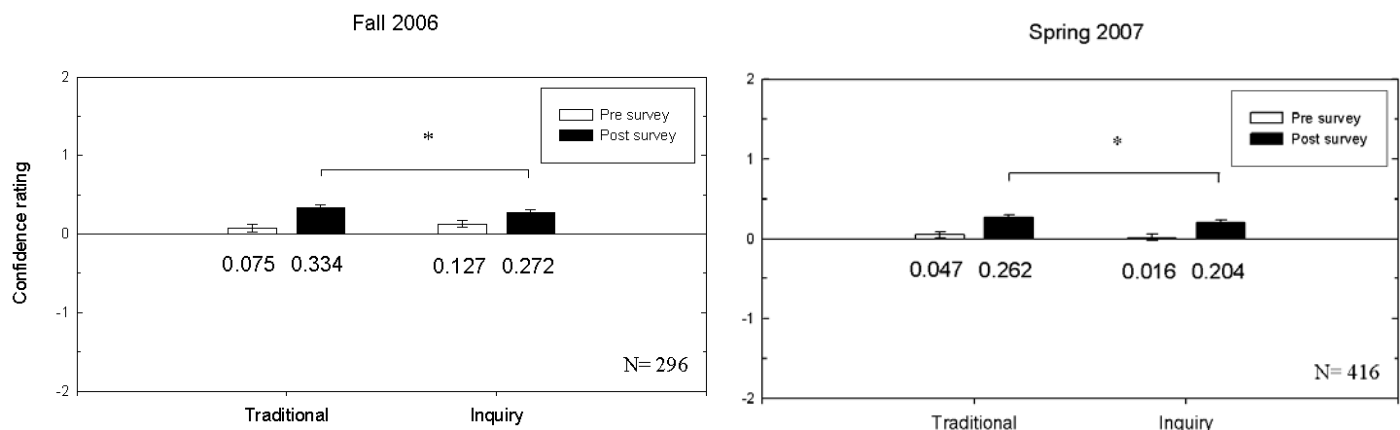 Fall 2006
Confidence rating
2
1
0
-1
-2
Pre survey
Post survey
*
0.075 0.334 0.127 0.272
N= 296
Traditional Inquiry
Spring 2007
2
1
0
-1
-2
Pre survey
Post survey
*
0.047 0.262 0.016 0.204
N= 416
Traditional Inquiry